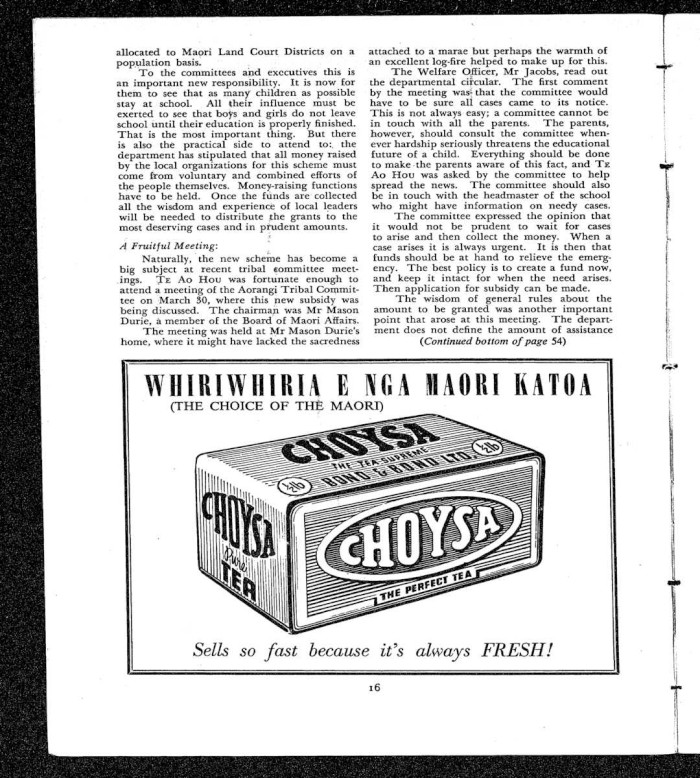 allocated to Maori Land Court Districts on a
population basis.
To the committees and executives this is
an important new responsibility. It is now for
them to see that as many children as possible
stay at school. All their influence must be
exerted to see that boys and girls do not leave
school until their education is properly finished.
That is the most important thing. But there
is also the practical side to attend to: the
department has stipulated that all money raised
by the local organizations for this scheme must
come from voluntary and combined efforts of
the people themselves. Money-raising functions
have to be held. Once the funds are collected
all the wisdom and experience of local leaders
will be needed to distribute the grants to the
most deserving cases and in prudent amounts.
A Fruitful Meeting:
Naturally, the new scheme has become a
big subject at recent tribal committee meet-
ings. TE AO HOU was fortunate enough to
attend a meeting of the Aorangi Tribal Commit-
tee on March 30, where this new subsidy was
being discussed. The chairman was Mr Mason
Durie, a member of the Board of Maori Affairs.
The meeting was held at Mr Mason Durie's
home, where it might have lacked the sacredness
attached to a marae but perhaps the warmth of
an excellent log-fire helped to make up for this.
The Welfare Officer, Mr Jacobs, read out
the departmental circular. The first comment
by the meeting was that the committee would
have to be sure all cases came to its notice.
This is not always easy; a committee cannot be
in touch with all the parents. The parents,
however, should consult the committee when-
ever hardship seriously threatens the educational
future of a child. Everything should be done
to make the parents aware of this fact, and TE
AO HOU was asked by the committee to help
spread the news. The committee should also
be in touch with the headmaster of the school
who might have information on needy cases.
The committee expressed the opinion that
it would not be prudent to wait for cases
to arise and then collect the money. When a
case arises it is always urgent. It is then that
funds should be at hand to relieve the emerg-
ency. The best policy is to create a fund now,
and keep it intact for when the need arises.
Then application for subsidy can be made.
The wisdom of general rules about the
amount to be granted was another important
point that arose at this meeting. The depart-
ment does not define the amount of assistance
(Continued bottom of page 54)
WHIRIWHIRIA E NGA MAORI KATOA
(THE CHOICE OF THE MAORI)
CHOYSA
THE TEA SUPREME
½lb BOND & BOND LTD. ½lb
CHOYSA
Pure
TEA
CHOYSA
THE PERFECT TEA
Sells so fast because it's always FRESH!
16